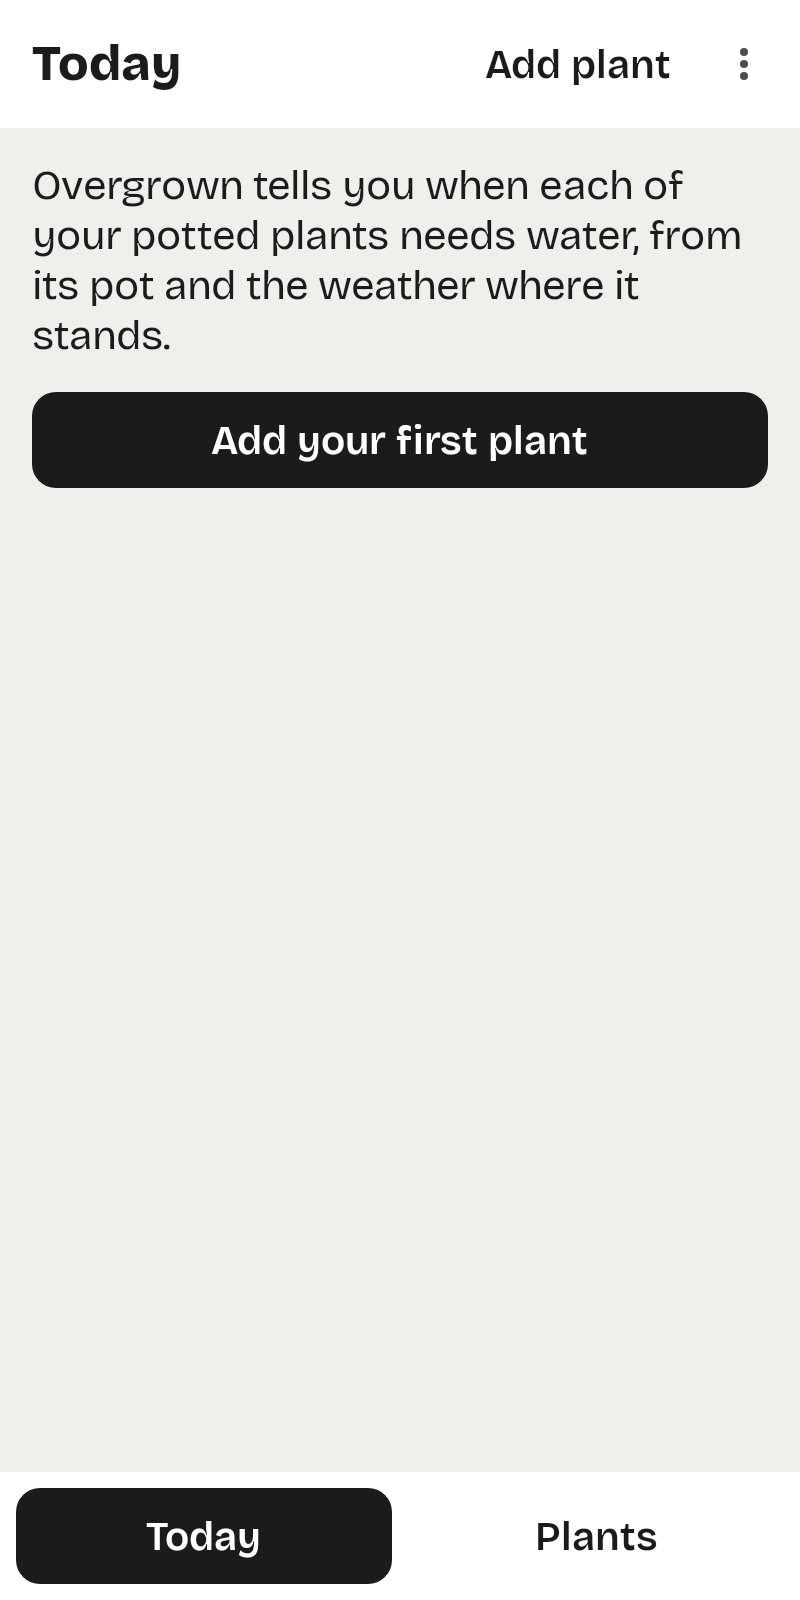 Today
Add plant
Overgrown tells you when each of
your potted plants needs water, from
its pot and the weather where it
stands.
Add your first plant
Today
Plants